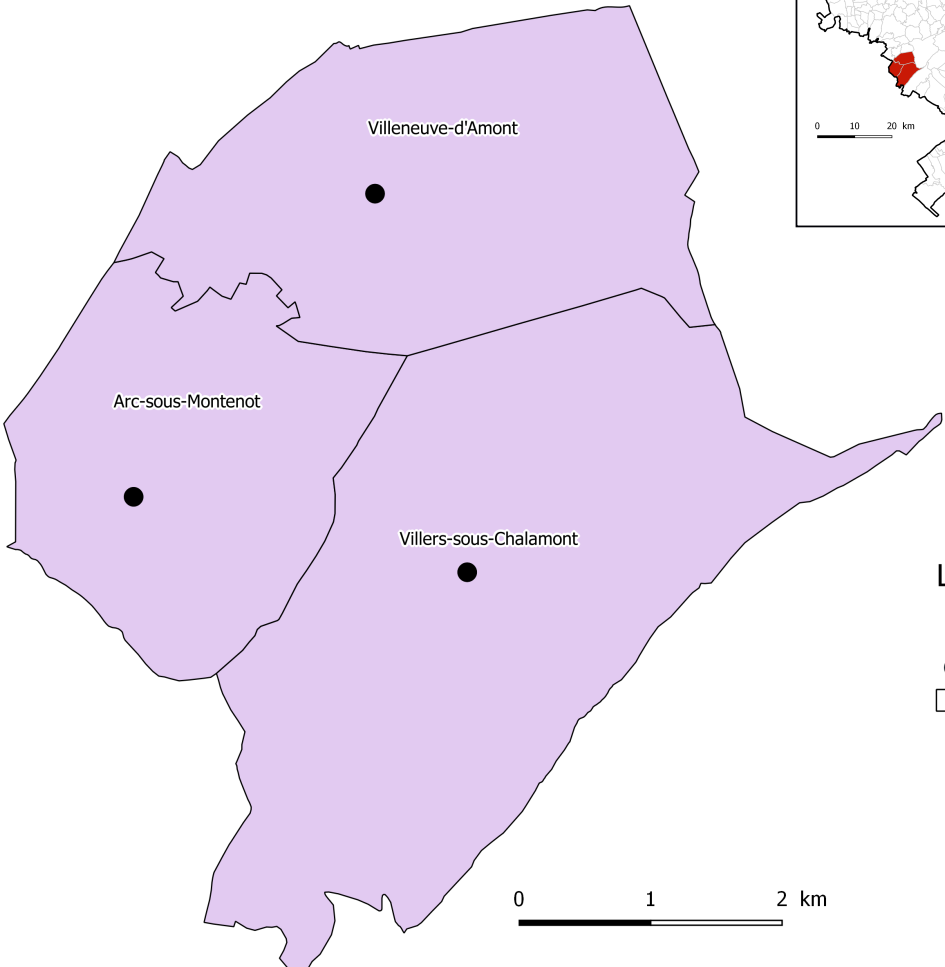 Villeneuve-d'Amont
0 10 20 km
Arc-sous-Montenot
Villers-sous-Chalamont
L
0 1 2 km